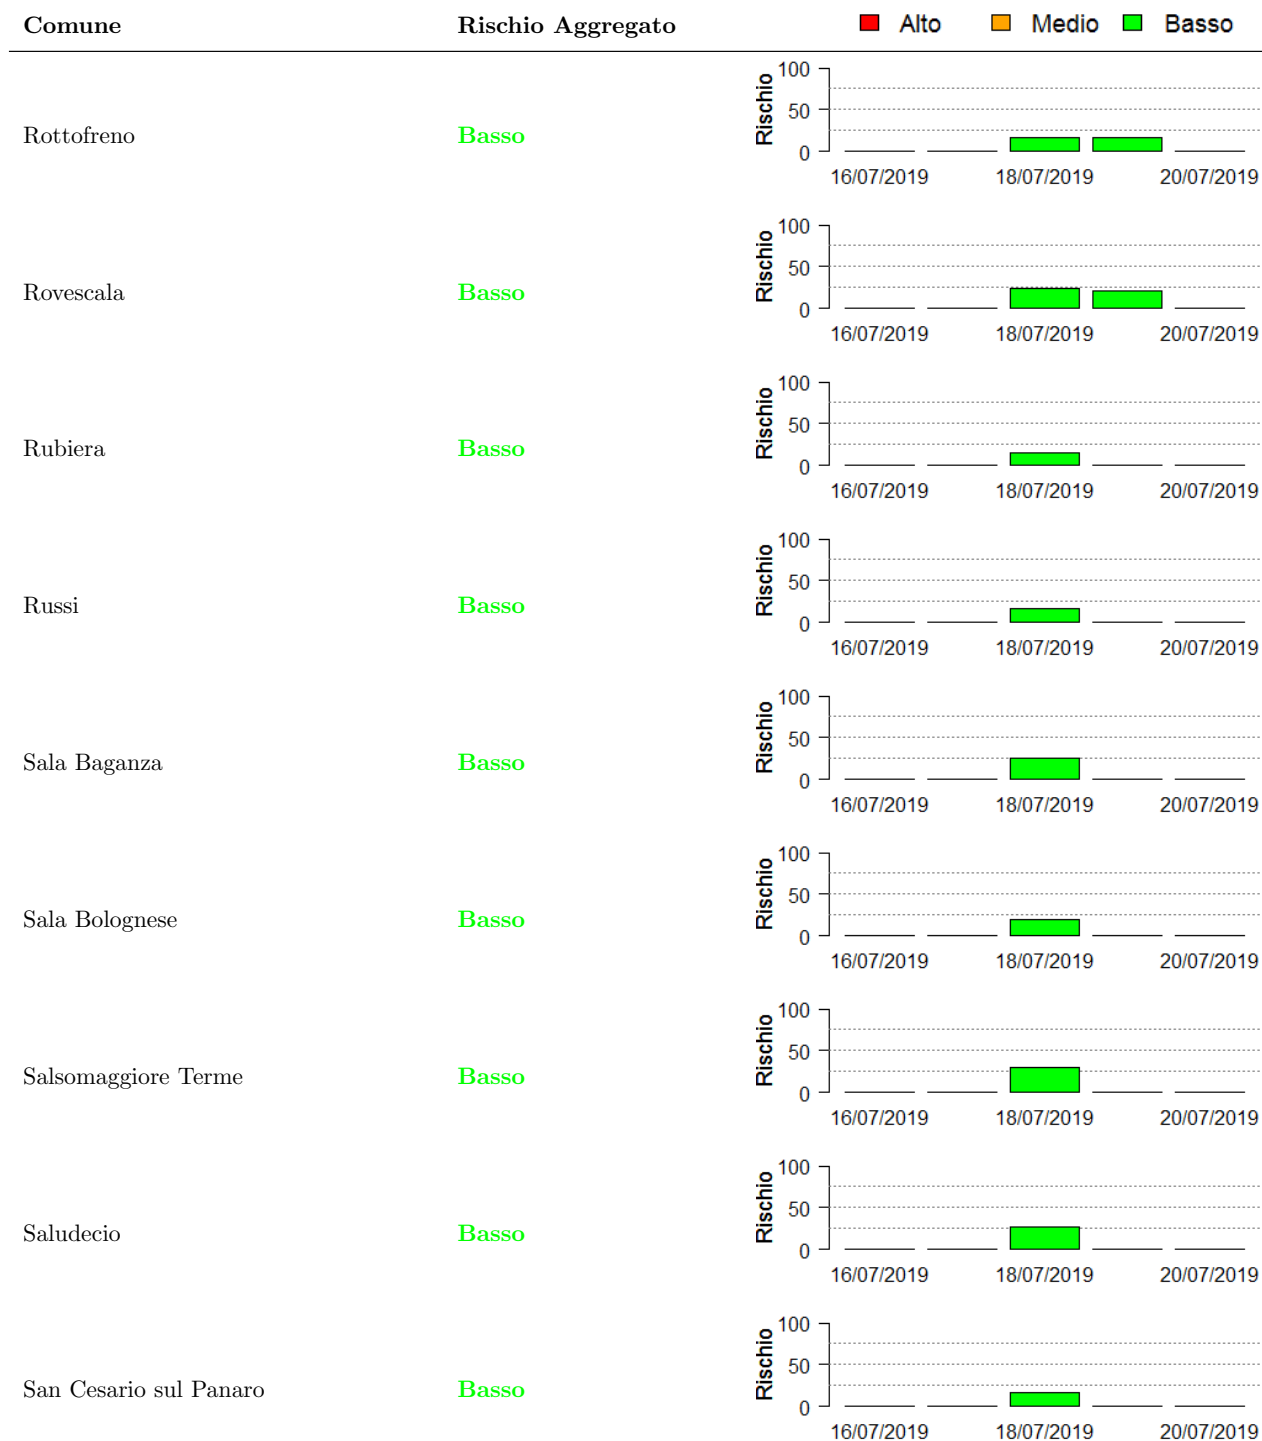 Comune Rischio Aggregato Alto Medio Basso
100
50
0
Rischio
Rottofreno Basso
16/07/2019 18/07/2019 20/07/2019
100
50
0
Rischio
Rovescala Basso
16/07/2019 18/07/2019 20/07/2019
100
50
0
Rischio
Rubiera Basso
16/07/2019 18/07/2019 20/07/2019
100
50
0
Rischio
Russi Basso
16/07/2019 18/07/2019 20/07/2019
100
50
0
Rischio
Sala Baganza Basso
16/07/2019 18/07/2019 20/07/2019
100
50
0
Rischio
Sala Bolognese Basso
16/07/2019 18/07/2019 20/07/2019
100
50
0
Rischio
Salsomaggiore Terme Basso
16/07/2019 18/07/2019 20/07/2019
100
50
0
Rischio
Saludecio Basso
16/07/2019 18/07/2019 20/07/2019
100
50
0
Rischio
San Cesario sul Panaro Basso
16/07/2019 18/07/2019 20/07/2019